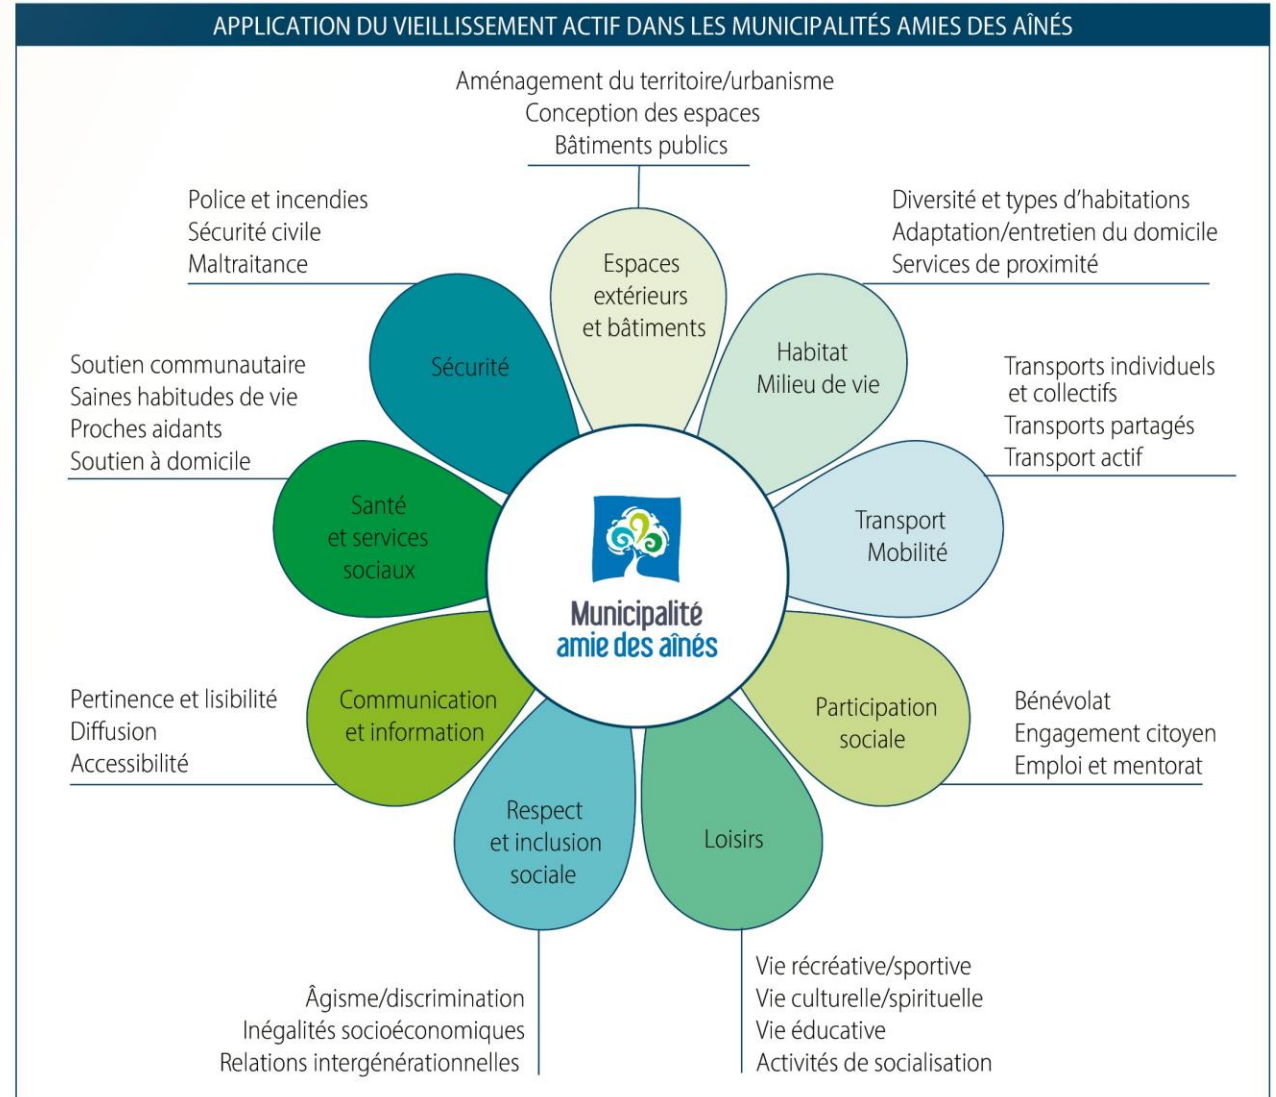 APPLICATION DU VIEILLISSEMENT ACTIF DANS LES MUNICIPALITÉS AMIES DES AÎNÉS
Aménagement du territoire/urbanisme
Conception des espaces
Bâtiments publics
Espaces
extérieurs
et bâtiments
Diversité et types d’habitations
Adaptation/entretien du domicile
Services de proximité
Habitat
Milieu de vie
Transports individuels
et collectifs
Transports partagés
Transport actif
Transport
Mobilité
Bénévolat
Engagement citoyen
Emploi et mentorat
Participation
sociale
Vie récréative/sportive
Vie culturelle/spirituelle
Vie éducative
Activités de socialisation
Loisirs
Âgisme/discrimination
Inégalités socioéconomiques
Relations intergénérationnelles
Respect
et inclusion
sociale
Pertinence et lisibilité
Diffusion
Accessibilité
Communication
et information
Soutien communautaire
Saines habitudes de vie
Proches aidants
Soutien à domicile
Santé
et services
sociaux
Police et incendies
Sécurité civile
Maltraitance
Sécurité
Municipalité
amie des aînés